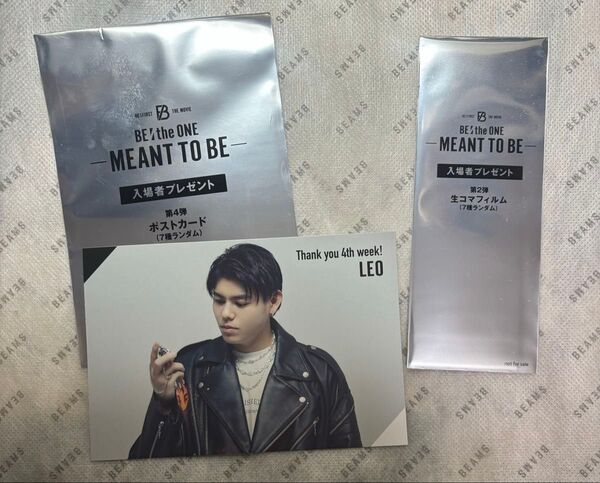 BE:FIRST THE MOVIE
BE:the ONE
MEANT TO BE
入場者プレゼント
第4弾
ポストカード
(7種ランダム)
Thank you 4th week!
LEO
BE:FIRST THE MOVIE
BE:the ONE
MEANT TO BE
入場者プレゼント
第2弾
生コマフィルム
(7種ランダム)
not for sale
BEAMS